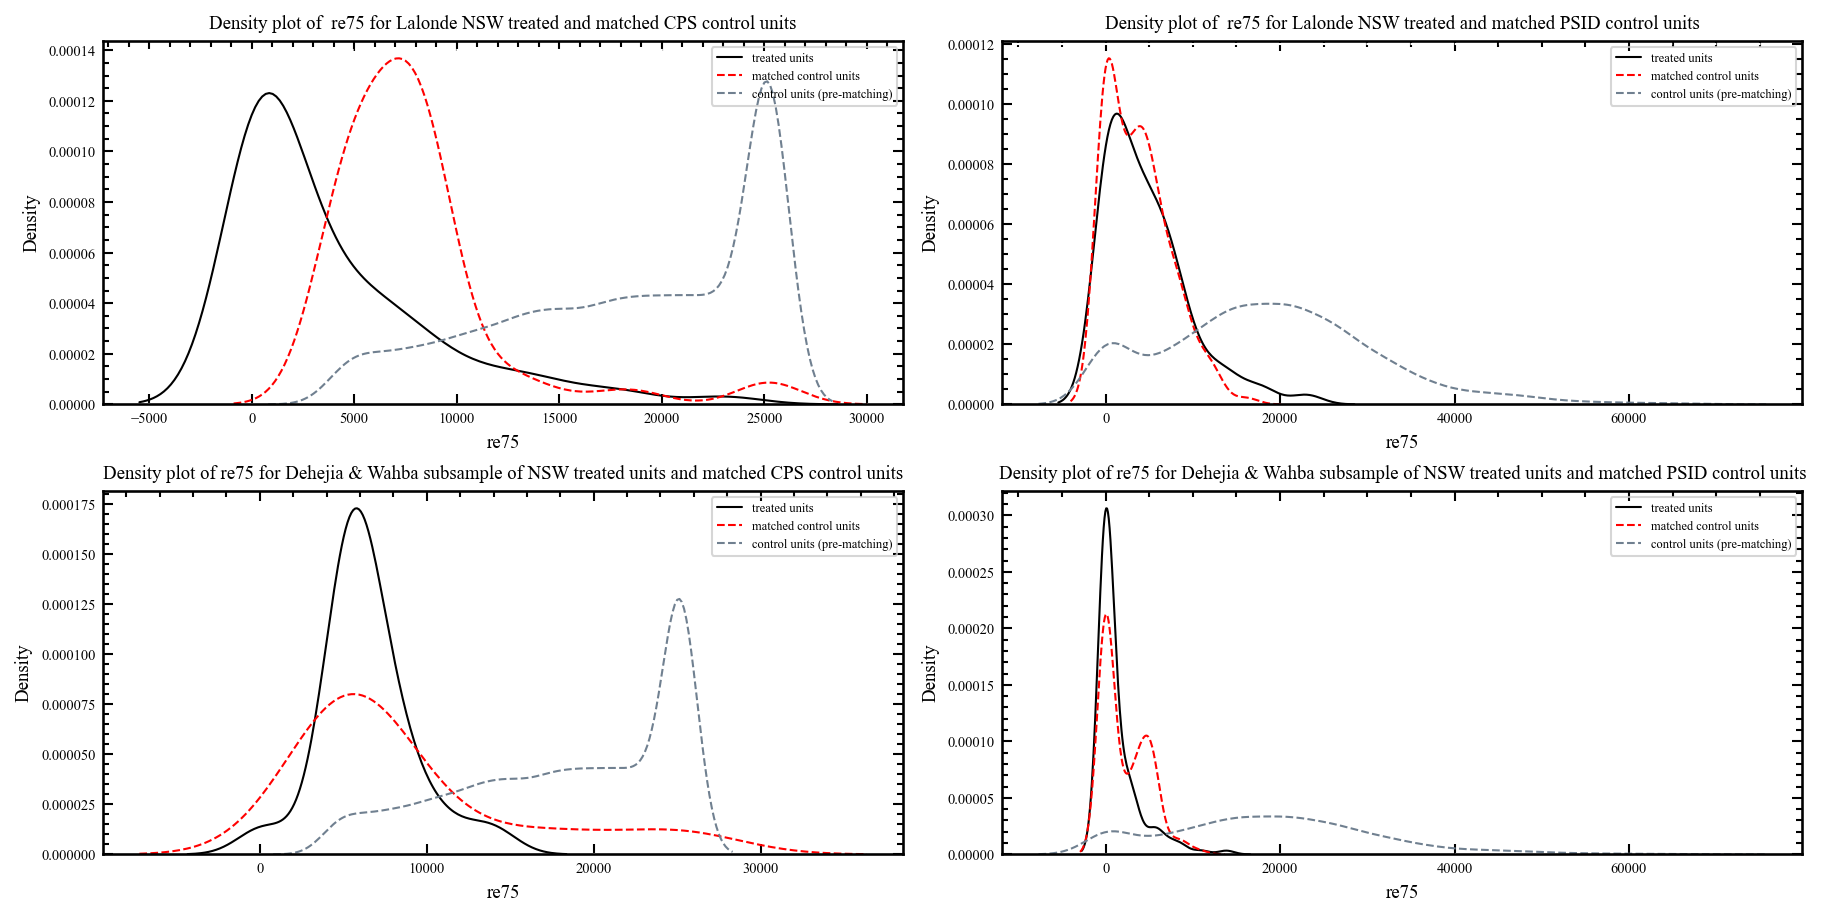 Density plot of  re75 for Lalonde NSW treated and matched CPS control units
0.00014
0.00012
0.00010
0.00008
0.00006
0.00004
0.00002
0.00000
Density
treated units
matched control units
control units (pre-matching)
−5000 0 5000 10000 15000 20000 25000 30000
re75
Density plot of  re75 for Lalonde NSW treated and matched PSID control units
0.00012
0.00010
0.00008
0.00006
0.00004
0.00002
0.00000
Density
treated units
matched control units
control units (pre-matching)
0 20000 40000 60000
re75
Density plot of re75 for Dehejia & Wahba subsample of NSW treated units and matched CPS control units
0.000175
0.000150
0.000125
0.000100
0.000075
0.000050
0.000025
0.000000
Density
treated units
matched control units
control units (pre-matching)
0 10000 20000 30000
re75
Density plot of re75 for Dehejia & Wahba subsample of NSW treated units and matched PSID control units
0.00030
0.00025
0.00020
0.00015
0.00010
0.00005
0.00000
Density
treated units
matched control units
control units (pre-matching)
0 20000 40000 60000
re75